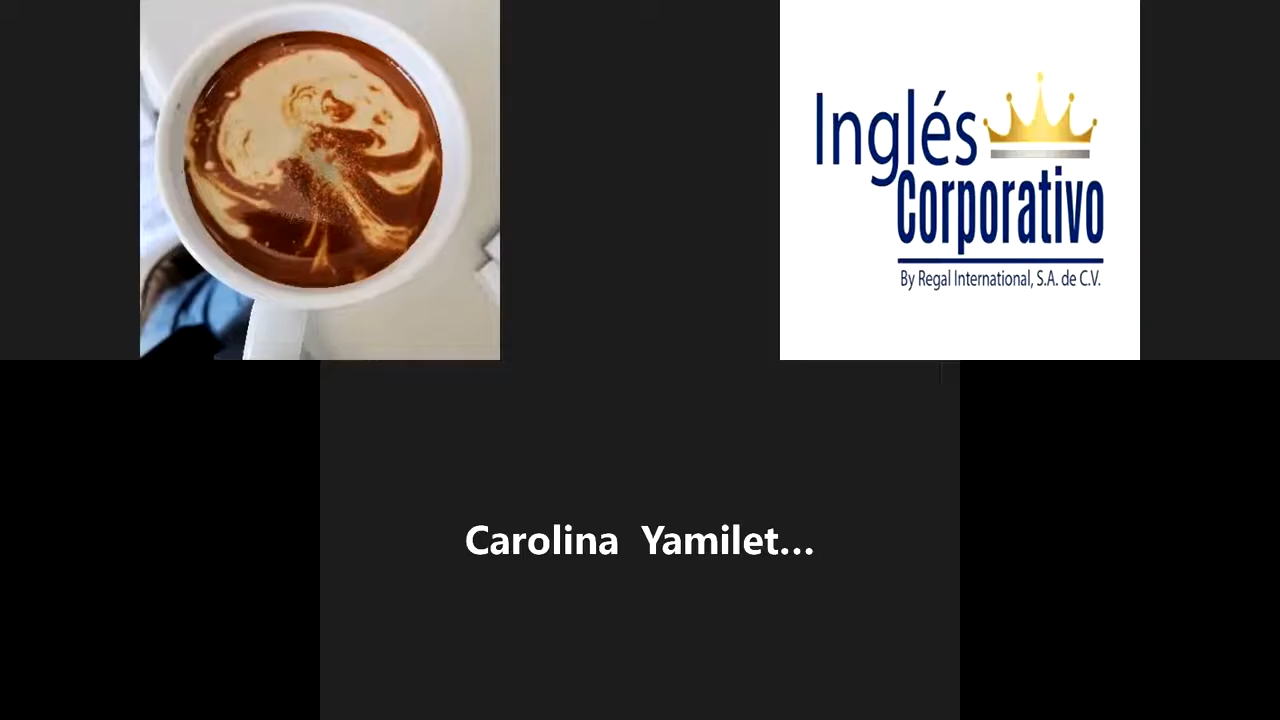 Inglés
Corporativo
By Regal International, S.A. de C.V.
Carolina Yamilet...